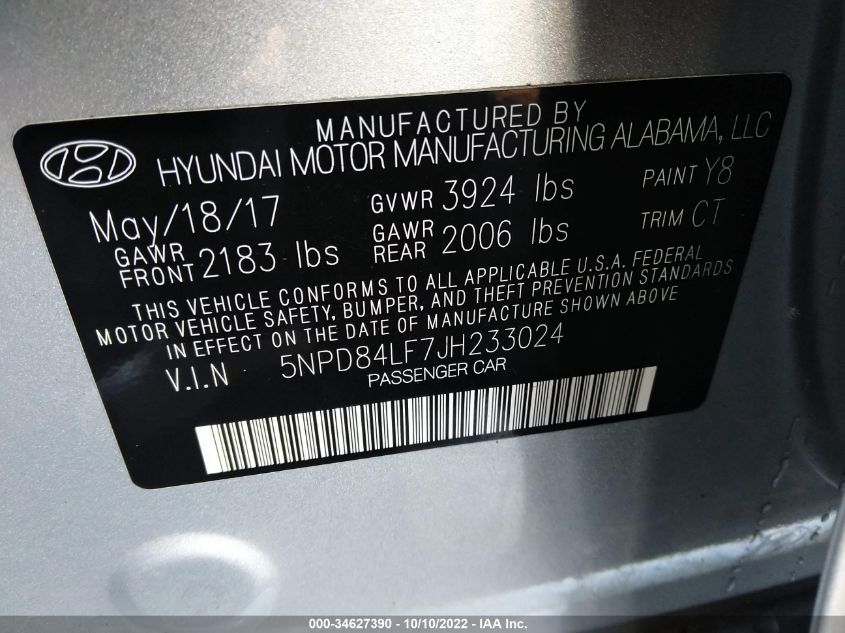 MANUFACTURED BY
HYUNDAI MOTOR MANUFACTURING ALABAMA, LLC
May/18/17 GVWR 3924 lbs PAINT Y8
GAWR FRONT 2183 lbs GAWR REAR 2006 lbs TRIM CT
THIS VEHICLE CONFORMS TO ALL APPLICABLE U.S.A. FEDERAL
MOTOR VEHICLE SAFETY, BUMPER, AND THEFT PREVENTION STANDARDS
IN EFFECT ON THE DATE OF MANUFACTURE SHOWN ABOVE
V.I.N 5NPD84LF7JH233024
PASSENGER CAR
000-34627390 - 10/10/2022 - IAA Inc.